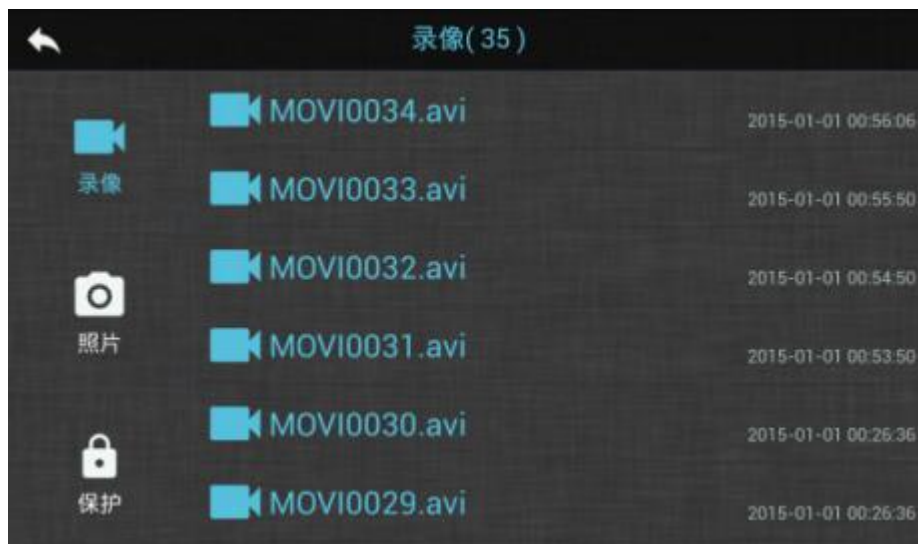 录像(35)
MOVI0034.avi 2015-01-01 00:56:06
录像
MOVI0033.avi 2015-01-01 00:55:50
MOVI0032.avi 2015-01-01 00:54:50
照片
MOVI0031.avi 2015-01-01 00:53:50
MOVI0030.avi 2015-01-01 00:26:36
保护
MOVI0029.avi 2015-01-01 00:26:36